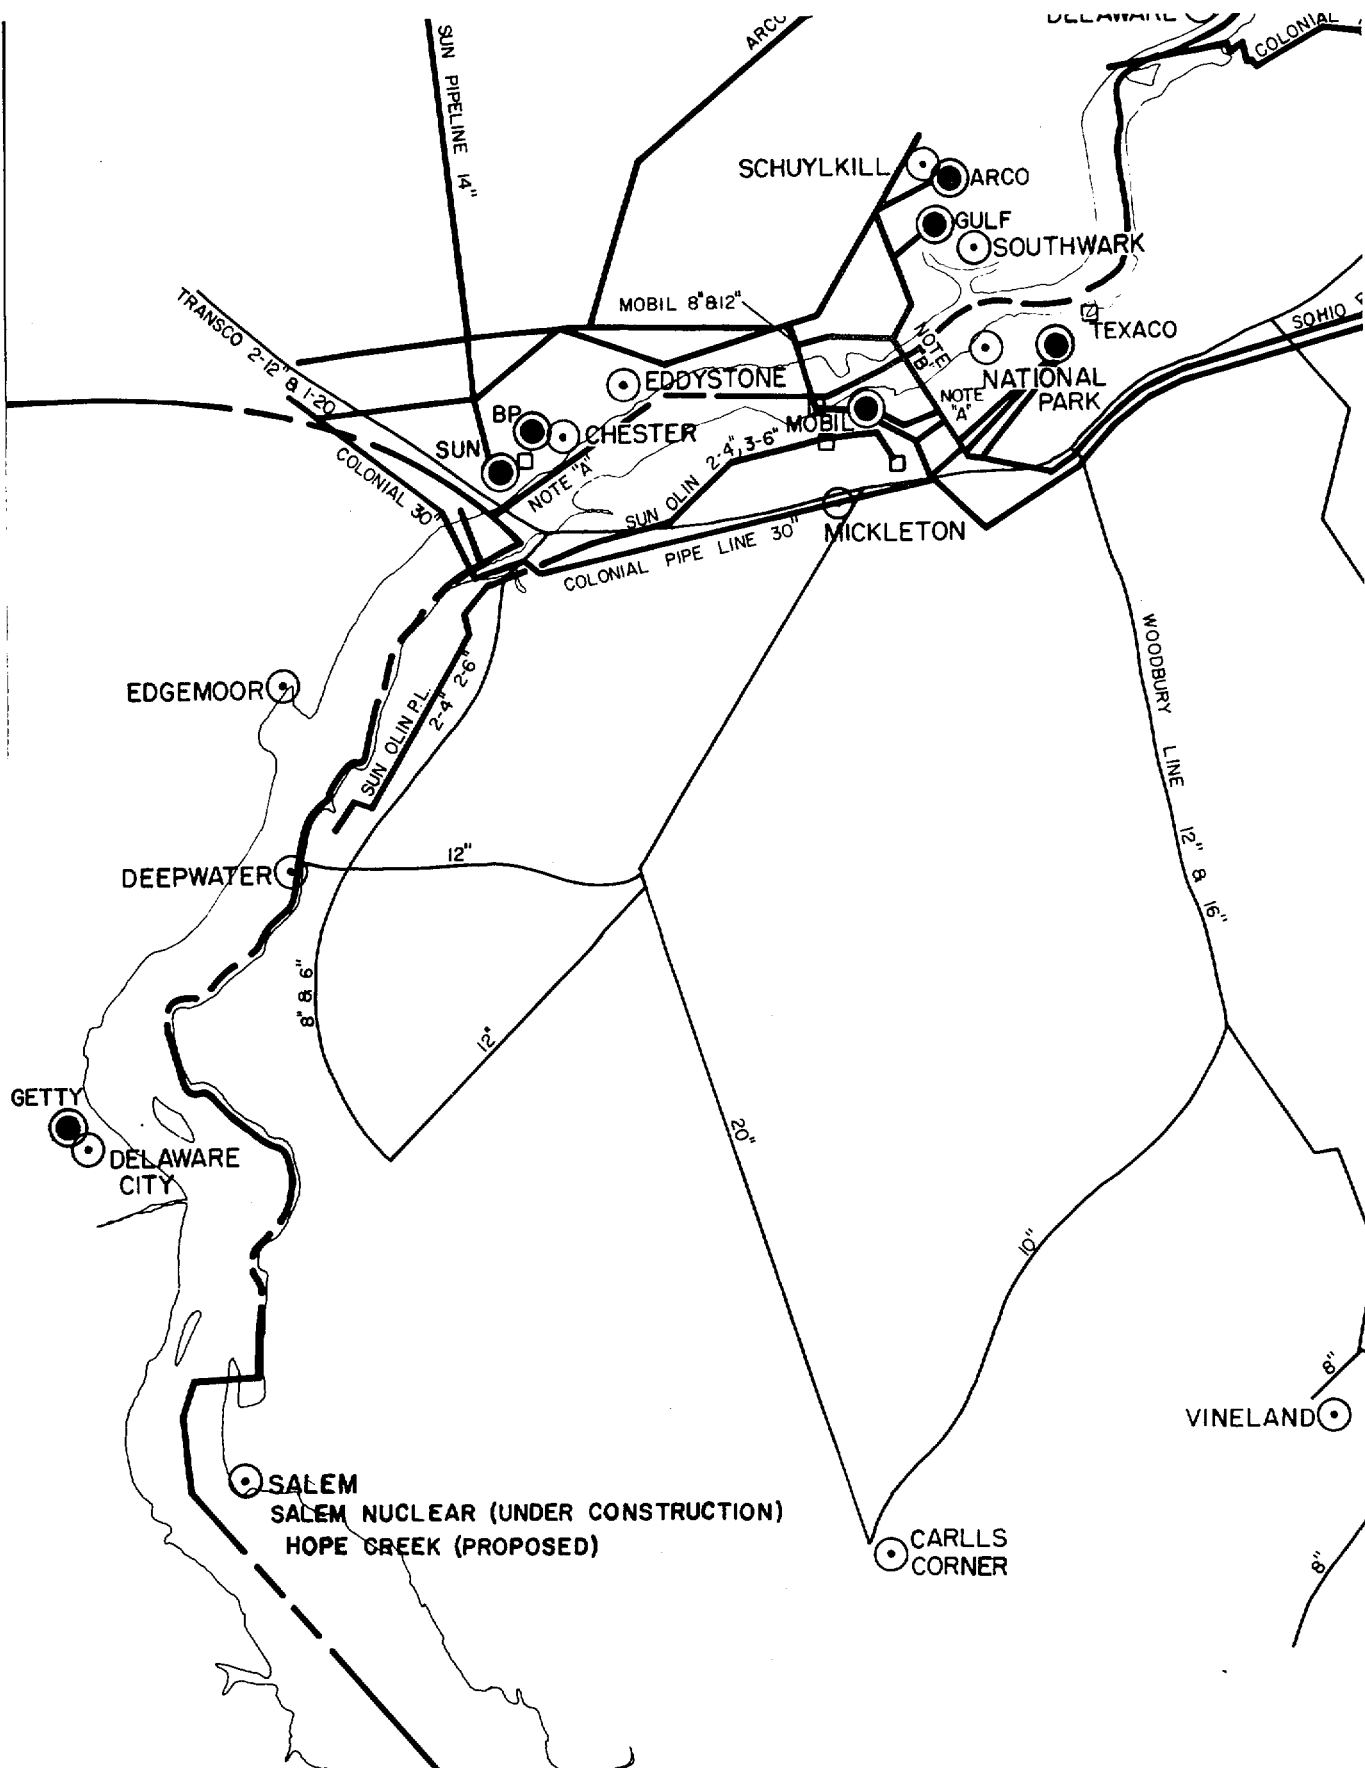 DELAWARE
COLONIAL
SUN PIPELINE 14"
ARCO
SCHUYLKILL
ARCO
GULF
SOUTHWARK
TRANSCO 2-12" & 1-20
MOBIL 8"&12"
NOTE
"B"
TEXACO
SOHIO
EDDYSTONE
NATIONAL
PARK
NOTE
"A"
BP
CHESTER
MOBIL
SUN
COLONIAL 30"
NOTE "A"
SUN OLIN 2-4", 3-6"
MICKLETON
COLONIAL PIPE LINE 30"
WOODBURY LINE 12" & 16"
EDGEMOOR
SUN OLIN P.L.
2-4" 2-6"
DEEPWATER
12"
8" & 6"
12"
GETTY
DELAWARE
CITY
20"
10"
8"
VINELAND
SALEM
SALEM NUCLEAR (UNDER CONSTRUCTION)
HOPE CREEK (PROPOSED)
CARLLS
CORNER
8"